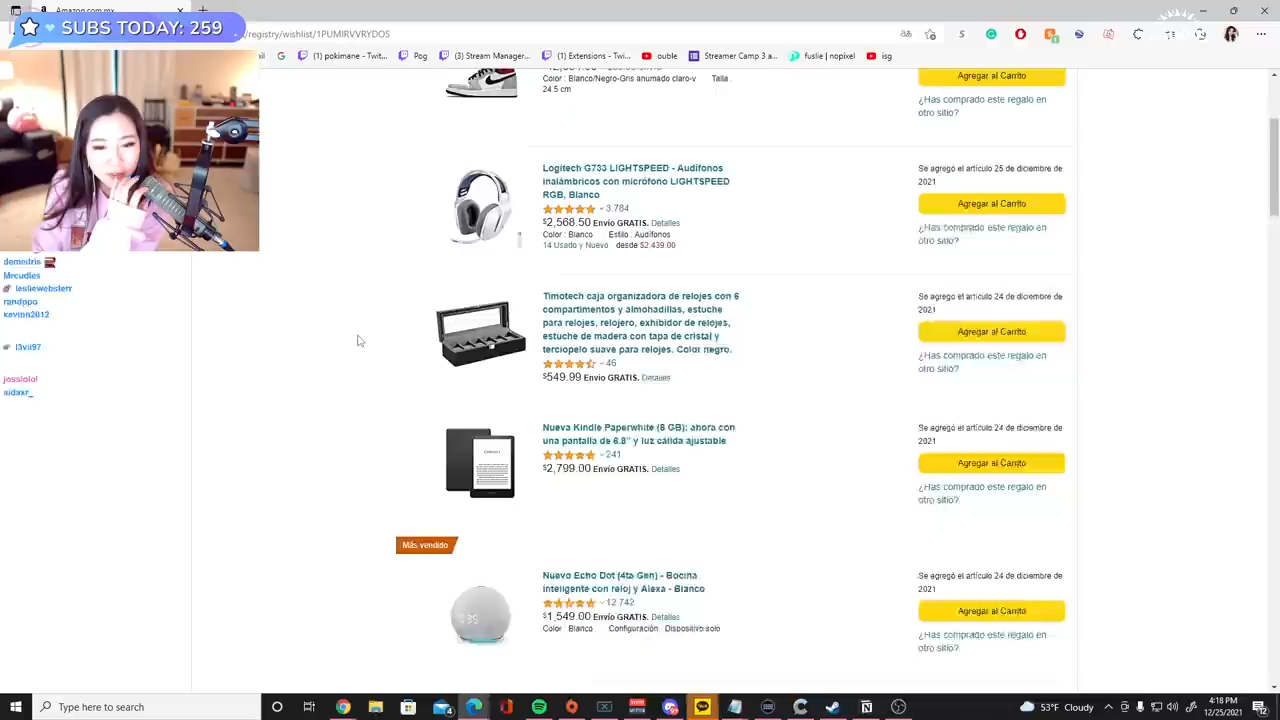 Amazon.com.mx
SUBS TODAY: 259
/registry/wishlist/1PUMIRVVRYDOS
(1) pokimane - Twit...
Pog
(3) Stream Manager...
(1) Extensions - Twi...
ouble
Streamer Camp 3 a...
fuslie | nopixel
isg
Color : Blanco/Negro-Gris ahumado claro-v Talla :
24.5 cm
Agregar al Carrito
¿Has comprado este regalo en
otro sitio?
Logitech G733 LIGHTSPEED - Audífonos
inalámbricos con micrófono LIGHTSPEED
RGB, Blanco
3,784
$2,568.50 Envío GRATIS. Detalles
Color : Blanco Estilo : Audífonos
14 Usado y Nuevo desde $2,439.00
Se agregó el artículo 25 de diciembre de
2021
Agregar al Carrito
¿Has comprado este regalo en
otro sitio?
demetris
Mrcudles
lesliewebsterr
randppo
kevinn2012
l3vii97
josslolo!
aidaxr_
Timotech caja organizadora de relojes con 6
compartimentos y almohadillas, estuche
para relojes, relojero, exhibidor de relojes,
estuche de madera con tapa de cristal y
terciopelo suave para relojes. Color negro.
46
$549.99 Envío GRATIS. Detalles
Se agregó el artículo 24 de diciembre de
2021
Agregar al Carrito
¿Has comprado este regalo en
otro sitio?
Nueva Kindle Paperwhite (8 GB): ahora con
una pantalla de 6.8" y luz cálida ajustable
241
$2,799.00 Envío GRATIS. Detalles
Se agregó el artículo 24 de diciembre de
2021
Agregar al Carrito
¿Has comprado este regalo en
otro sitio?
Más vendido
Nuevo Echo Dot (4ta Gen) - Bocina
inteligente con reloj y Alexa - Blanco
12,742
$1,549.00 Envío GRATIS. Detalles
Color : Blanco Configuración : Dispositivo solo
Se agregó el artículo 24 de diciembre de
2021
Agregar al Carrito
¿Has comprado este regalo en
otro sitio?
Type here to search
53°F Cloudy
4:18 PM
12/25/2021